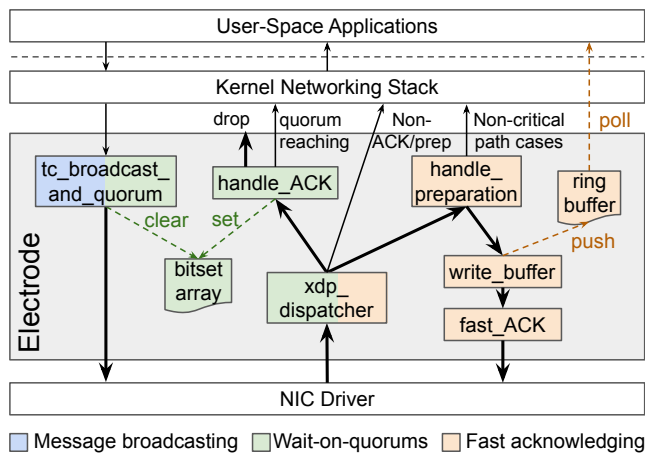 User-Space Applications
Kernel Networking Stack
drop
quorum
reaching
Non-
ACK/prep
Non-critical
path cases
poll
tc_broadcast_
and_quorum
handle_ACK
handle_
preparation
ring
buffer
clear
set
push
bitset
array
xdp_
dispatcher
write_buffer
fast_ACK
Electrode
NIC Driver
Message broadcasting
Wait-on-quorums
Fast acknowledging